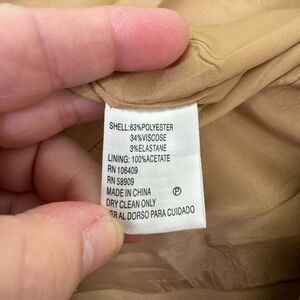 SHELL:63%POLYESTER
34%VISCOSE
3%ELASTANE
LINING: 100%ACETATE
RN 106409
RN 58909
MADE IN CHINA
P
DRY CLEAN ONLY
AL DORSO PARA CUIDADO